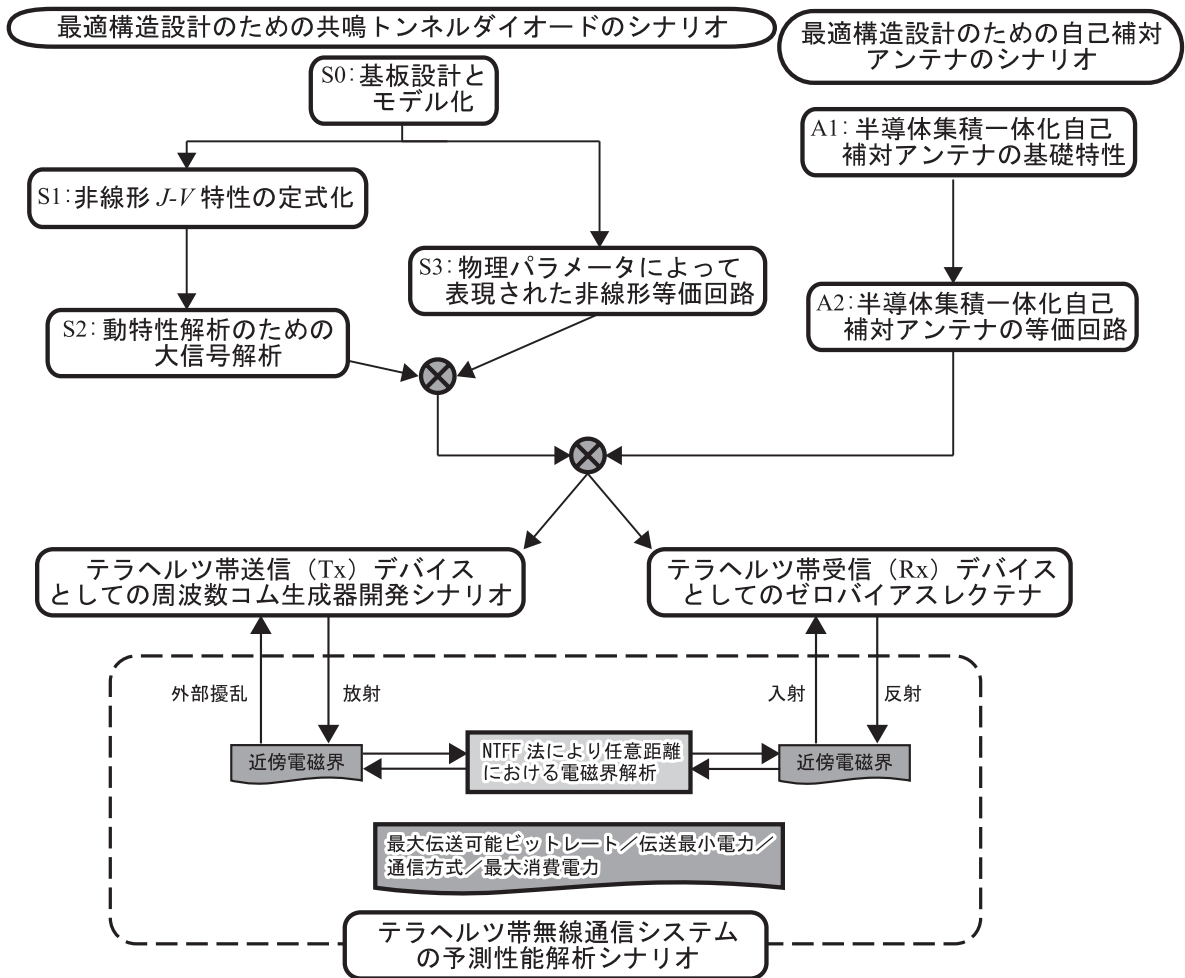 最適構造設計のための共鳴トンネルダイオードのシナリオ
最適構造設計のための自己補対
アンテナのシナリオ
S0：基板設計と
モデル化
A1：半導体集積一体化自己
補対アンテナの基礎特性
S1：非線形 J-V 特性の定式化
S3：物理パラメータによって
表現された非線形等価回路
A2：半導体集積一体化自己
補対アンテナの等価回路
S2：動特性解析のための
大信号解析
テラヘルツ帯送信（Tx）デバイス
としての周波数コム生成器開発シナリオ
テラヘルツ帯受信（Rx）デバイス
としてのゼロバイアスレクテナ
外部擾乱
放射
入射
反射
近傍電磁界
NTFF 法により任意距離
における電磁界解析
近傍電磁界
最大伝送可能ビットレート／伝送最小電力／
通信方式／最大消費電力
テラヘルツ帯無線通信システム
の予測性能解析シナリオ